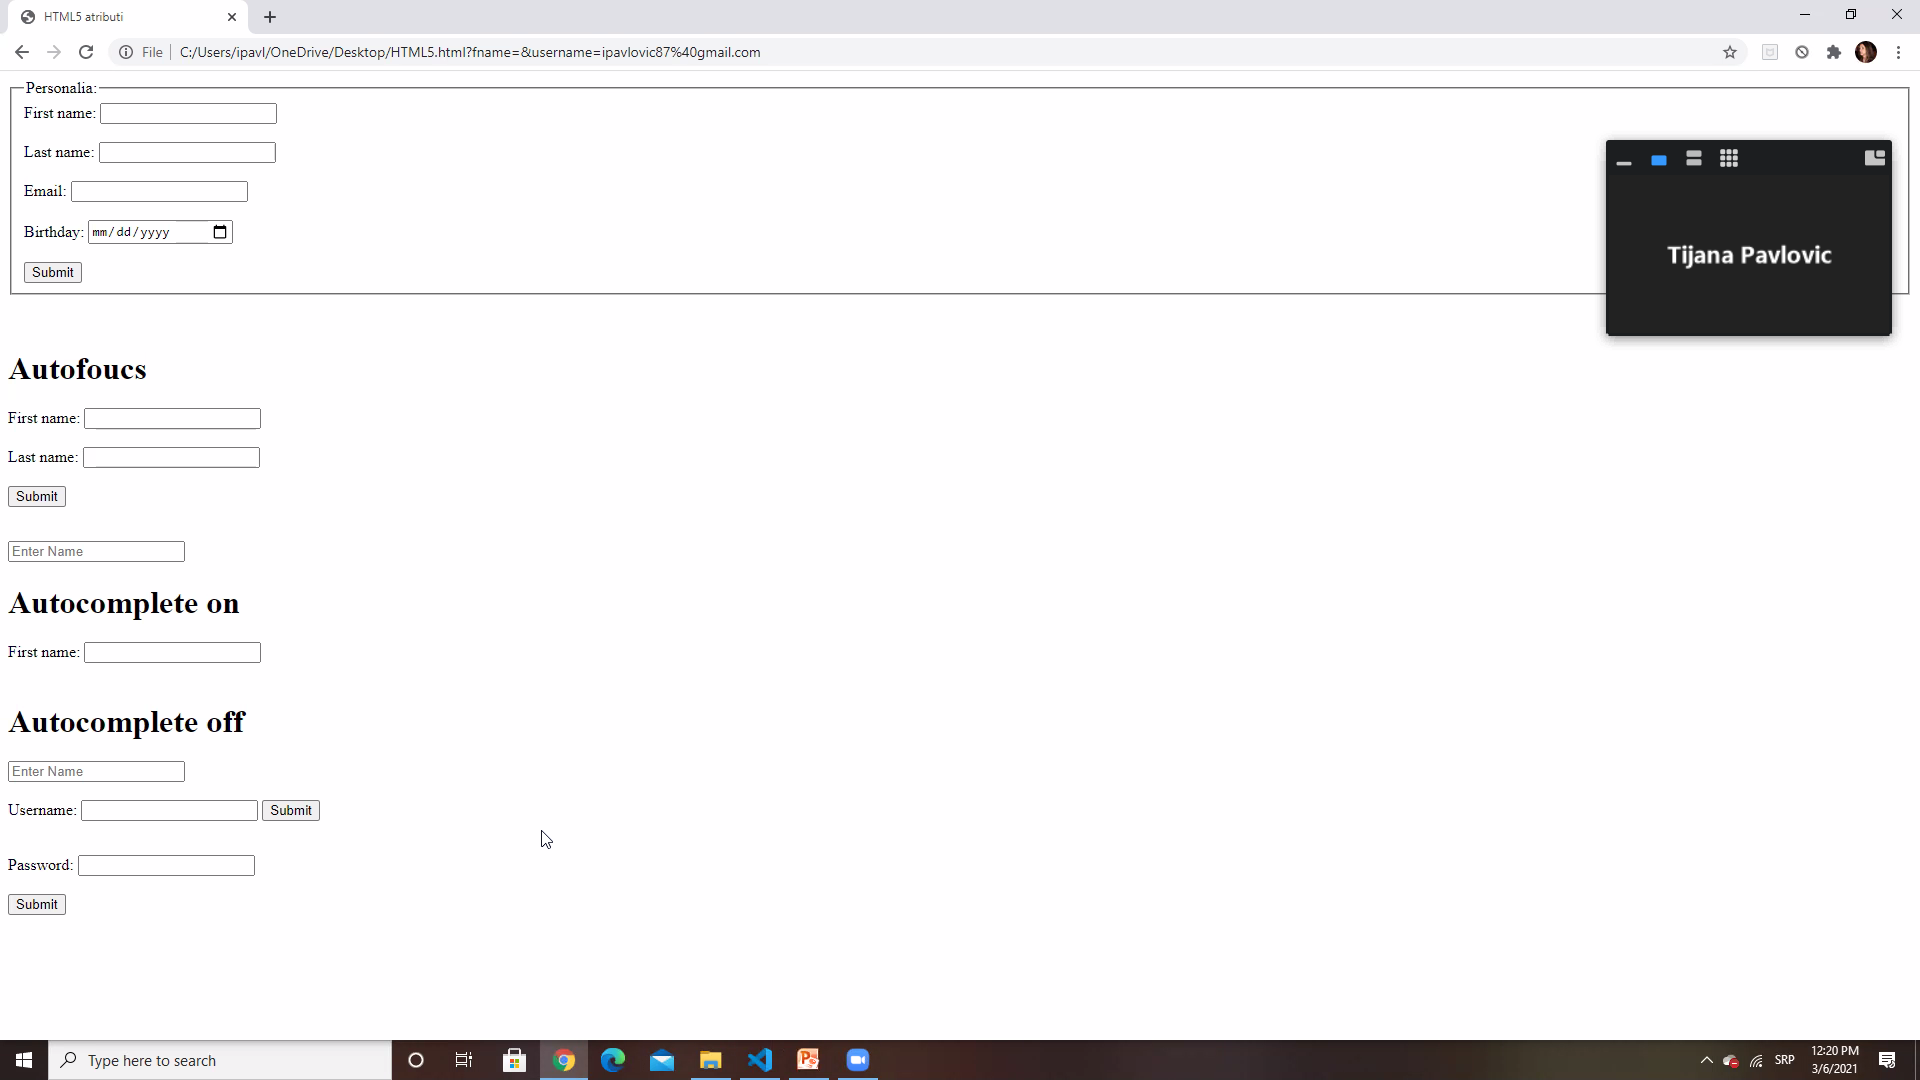 HTML5 atributi
File
C:/Users/ipavl/OneDrive/Desktop/HTML5.html?fname=&username=ipavlovic87%40gmail.com
Personalia:
First name:
Last name:
Email:
Birthday: mm/dd/yyyy
Submit
Tijana Pavlovic
Autofoucs
First name:
Last name:
Submit
Enter Name
Autocomplete on
First name:
Autocomplete off
Enter Name
Username: Submit
Password:
Submit
Type here to search
SRP
12:20 PM
3/6/2021